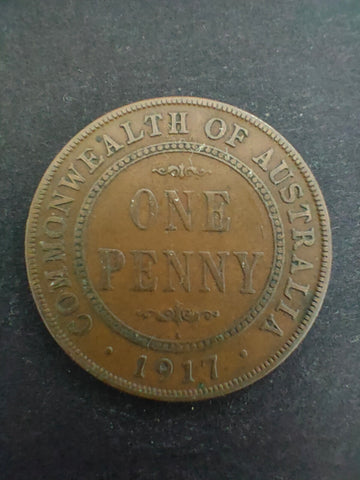 COMMONWEALTH OF AUSTRALIA
ONE
PENNY
· 1917 ·